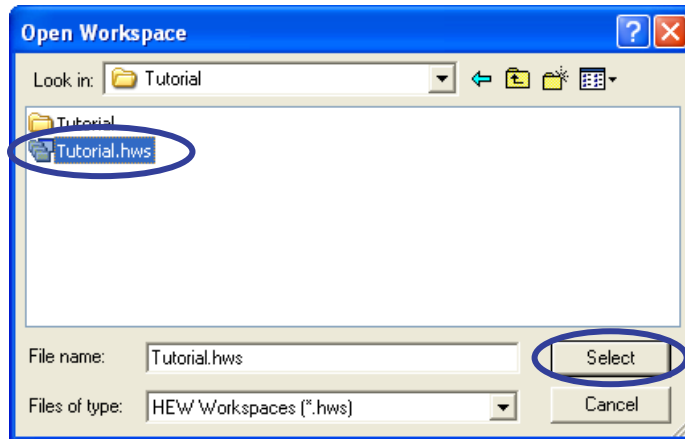 Open Workspace
Look in: Tutorial
Tutorial
Tutorial.hws
File name: Tutorial.hws Select
Files of type: HEW Workspaces (*.hws) Cancel